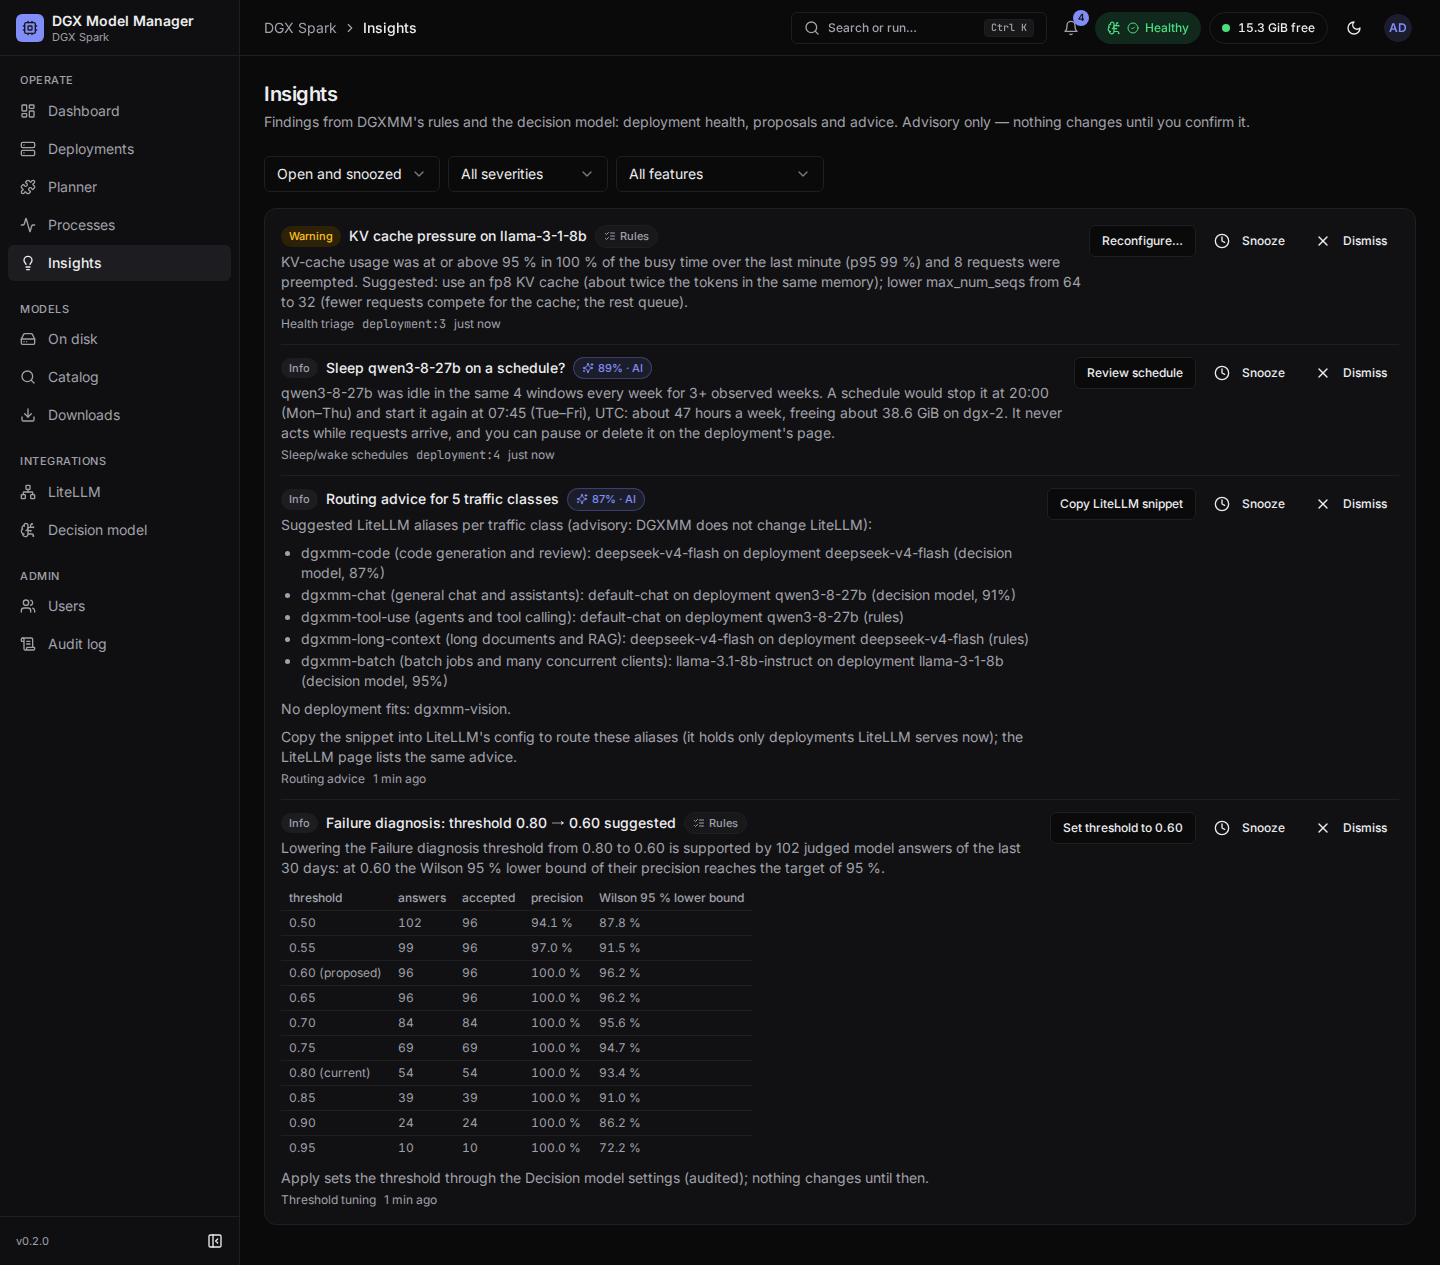 DGX Model Manager
DGX Spark
OPERATE
Dashboard
Deployments
Planner
Processes
Insights
MODELS
On disk
Catalog
Downloads
INTEGRATIONS
LiteLLM
Decision model
ADMIN
Users
Audit log
v0.2.0
DGX Spark > Insights
Search or run... Ctrl K
4
Healthy
15.3 GiB free
AD
Insights
Findings from DGXMM's rules and the decision model: deployment health, proposals and advice. Advisory only — nothing changes until you confirm it.
Open and snoozed
All severities
All features
Warning KV cache pressure on llama-3-1-8b Rules
Reconfigure... Snooze Dismiss
KV-cache usage was at or above 95 % in 100 % of the busy time over the last minute (p95 99 %) and 8 requests were
preempted. Suggested: use an fp8 KV cache (about twice the tokens in the same memory); lower max_num_seqs from 64
to 32 (fewer requests compete for the cache; the rest queue).
Health triage deployment:3 just now
Info Sleep qwen3-8-27b on a schedule? 89% · AI
Review schedule Snooze Dismiss
qwen3-8-27b was idle in the same 4 windows every week for 3+ observed weeks. A schedule would stop it at 20:00
(Mon–Thu) and start it again at 07:45 (Tue–Fri), UTC: about 47 hours a week, freeing about 38.6 GiB on dgx-2. It never
acts while requests arrive, and you can pause or delete it on the deployment's page.
Sleep/wake schedules deployment:4 just now
Info Routing advice for 5 traffic classes 87% · AI
Copy LiteLLM snippet Snooze Dismiss
Suggested LiteLLM aliases per traffic class (advisory: DGXMM does not change LiteLLM):
• dgxmm-code (code generation and review): deepseek-v4-flash on deployment deepseek-v4-flash (decision
model, 87%)
• dgxmm-chat (general chat and assistants): default-chat on deployment qwen3-8-27b (decision model, 91%)
• dgxmm-tool-use (agents and tool calling): default-chat on deployment qwen3-8-27b (rules)
• dgxmm-long-context (long documents and RAG): deepseek-v4-flash on deployment deepseek-v4-flash (rules)
• dgxmm-batch (batch jobs and many concurrent clients): llama-3.1-8b-instruct on deployment llama-3-1-8b
(decision model, 95%)
No deployment fits: dgxmm-vision.
Copy the snippet into LiteLLM's config to route these aliases (it holds only deployments LiteLLM serves now); the
LiteLLM page lists the same advice.
Routing advice 1 min ago
Info Failure diagnosis: threshold 0.80 → 0.60 suggested Rules
Set threshold to 0.60 Snooze Dismiss
Lowering the Failure diagnosis threshold from 0.80 to 0.60 is supported by 102 judged model answers of the last
30 days: at 0.60 the Wilson 95 % lower bound of their precision reaches the target of 95 %.
threshold answers accepted precision Wilson 95 % lower bound
0.50 102 96 94.1 % 87.8 %
0.55 99 96 97.0 % 91.5 %
0.60 (proposed) 96 96 100.0 % 96.2 %
0.65 96 96 100.0 % 96.2 %
0.70 84 84 100.0 % 95.6 %
0.75 69 69 100.0 % 94.7 %
0.80 (current) 54 54 100.0 % 93.4 %
0.85 39 39 100.0 % 91.0 %
0.90 24 24 100.0 % 86.2 %
0.95 10 10 100.0 % 72.2 %
Apply sets the threshold through the Decision model settings (audited); nothing changes until then.
Threshold tuning 1 min ago